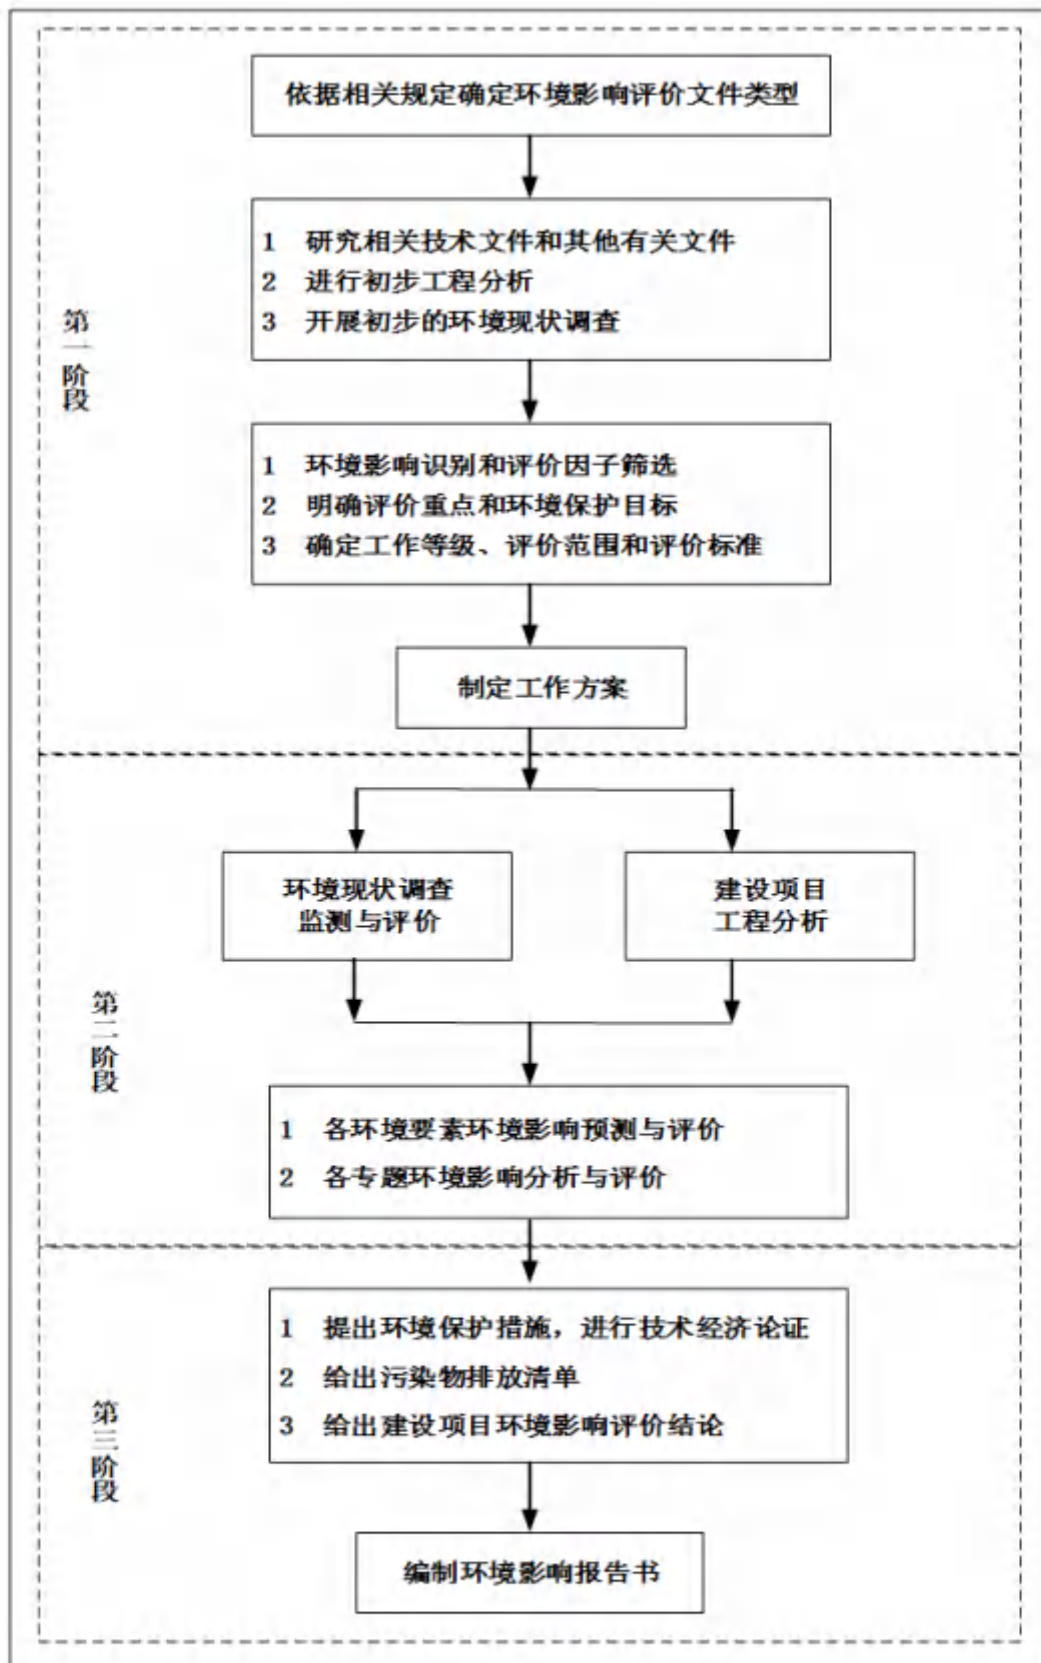 依据相关规定确定环境影响评价文件类型
1 研究相关技术文件和其他有关文件
2 进行初步工程分析
3 开展初步的环境现状调查
第一阶段
1 环境影响识别和评价因子筛选
2 明确评价重点和环境保护目标
3 确定工作等级、评价范围和评价标准
制定工作方案
环境现状调查
监测与评价
建设项目
工程分析
第二阶段
1 各环境要素环境影响预测与评价
2 各专题环境影响分析与评价
1 提出环境保护措施，进行技术经济论证
2 给出污染物排放清单
3 给出建设项目环境影响评价结论
第三阶段
编制环境影响报告书